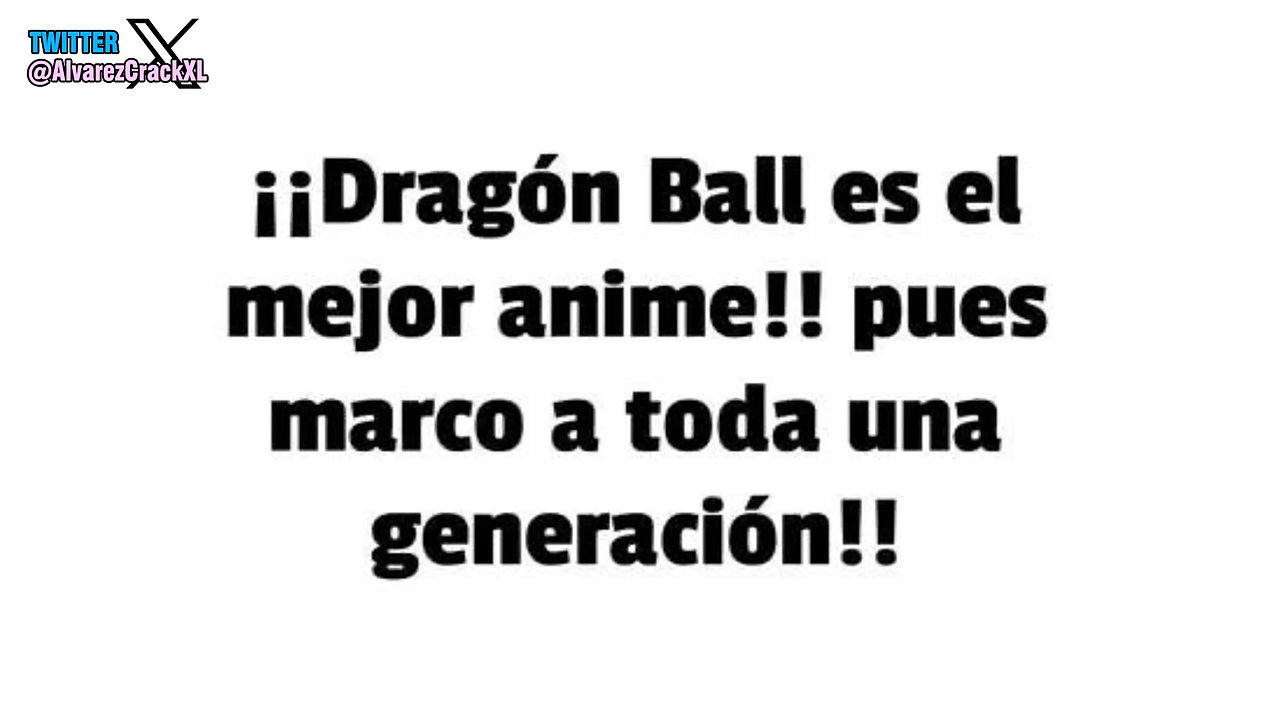 TWITTER
@AlvarezCrackXL
¡¡Dragón Ball es el
mejor anime!! pues
marco a toda una
generación!!